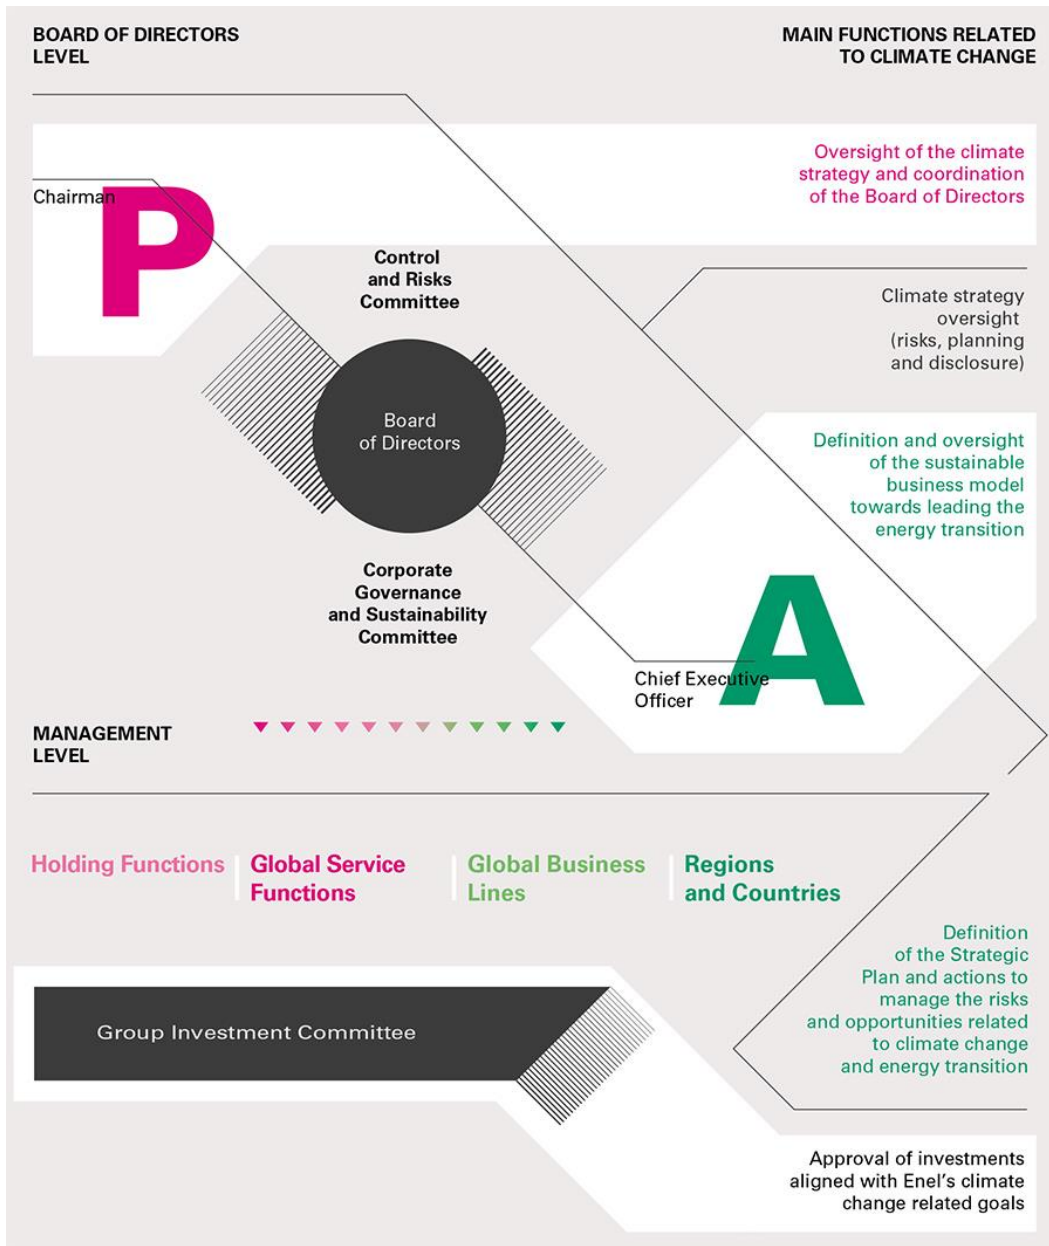 BOARD OF DIRECTORS
LEVEL
MAIN FUNCTIONS RELATED
TO CLIMATE CHANGE
Oversight of the climate
strategy and coordination
of the Board of Directors
Chairman
P
Control
and Risks
Committee
Climate strategy
oversight
(risks, planning
and disclosure)
Board
of Directors
Definition and oversight
of the sustainable
business model
towards leading the
energy transition
Corporate
Governance
and Sustainability
Committee
A
Chief Executive
Officer
MANAGEMENT
LEVEL
Holding Functions
Global Service
Functions
Global Business
Lines
Regions
and Countries
Definition
of the Strategic
Plan and actions to
manage the risks
and opportunities related
to climate change
and energy transition
Group Investment Committee
Approval of investments
aligned with Enel's climate
change related goals